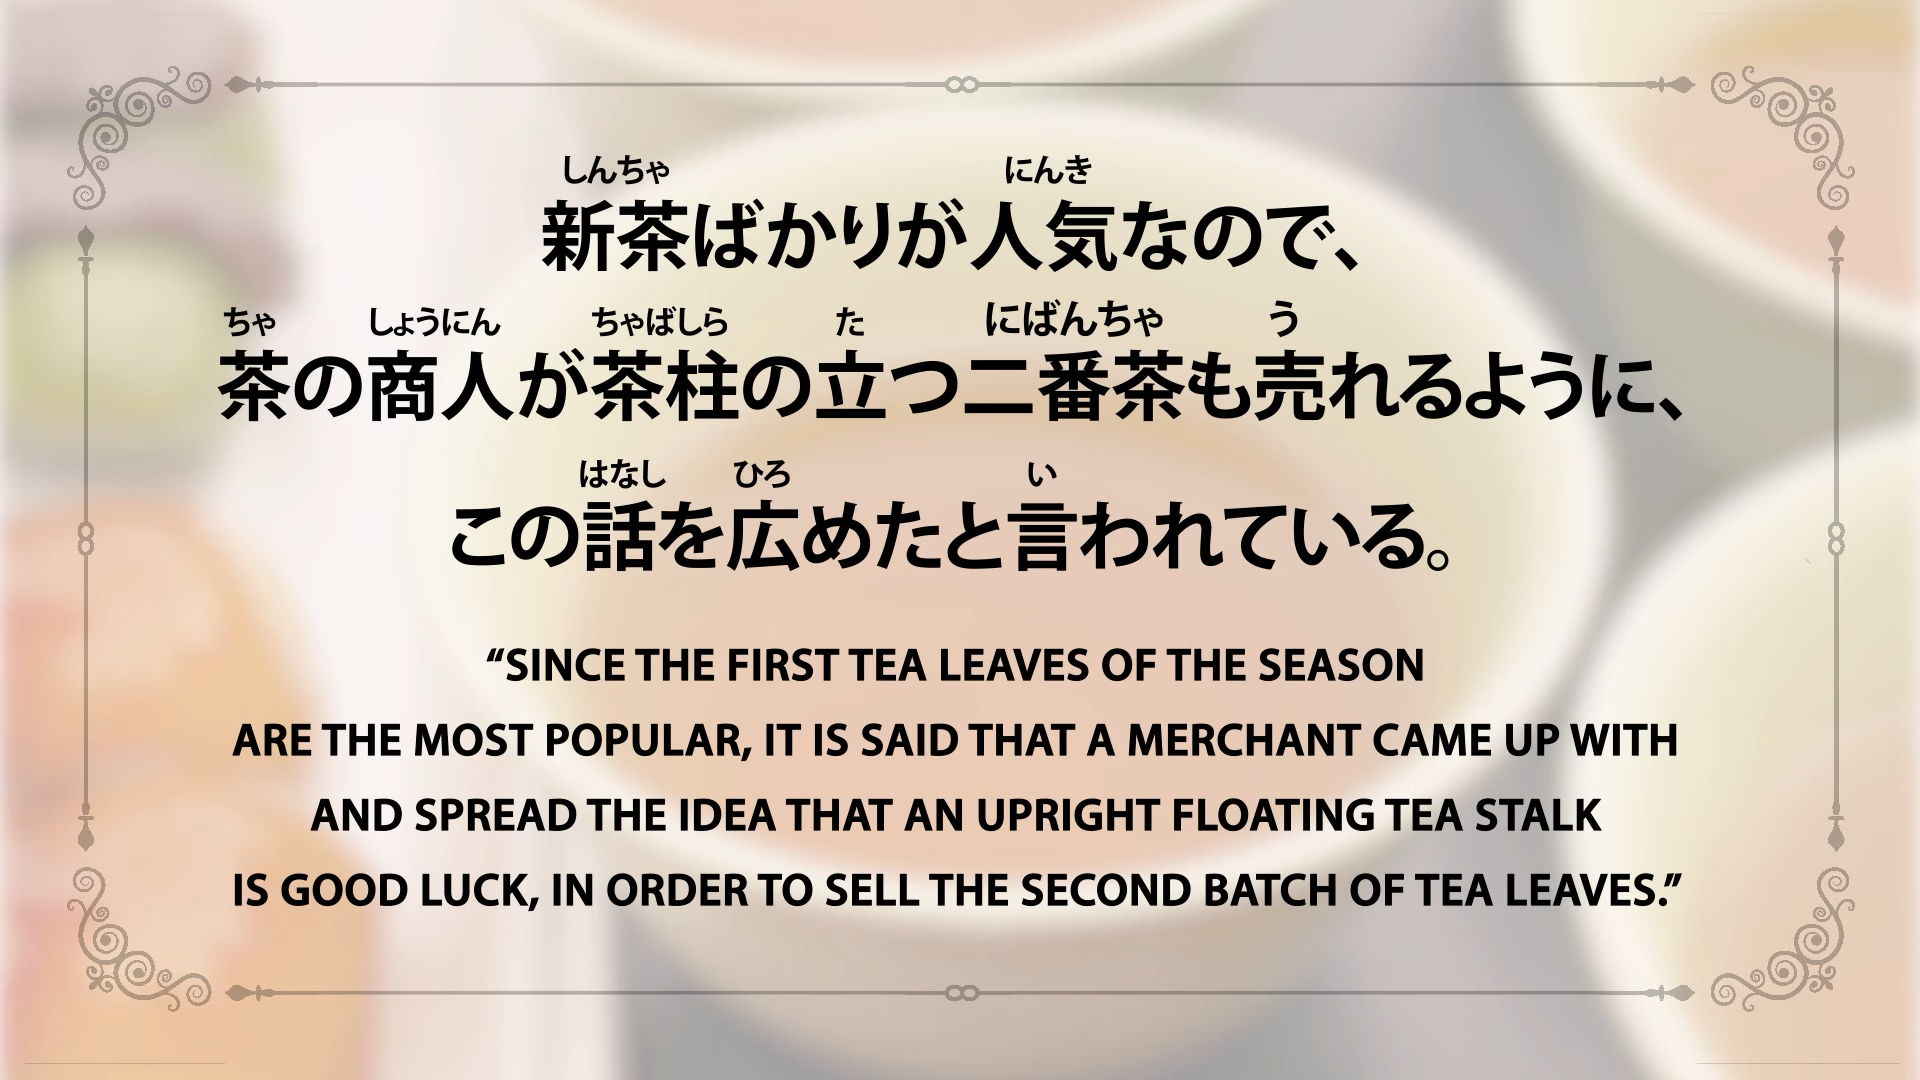 しんちゃ にんき
新茶ばかりが人気なので、
ちゃ しょうにん ちゃばしら た にばんちゃ う
茶の商人が茶柱の立つ二番茶も売れるように、
はなし ひろ い
この話を広めたと言われている。
“SINCE THE FIRST TEA LEAVES OF THE SEASON
ARE THE MOST POPULAR, IT IS SAID THAT A MERCHANT CAME UP WITH
AND SPREAD THE IDEA THAT AN UPRIGHT FLOATING TEA STALK
IS GOOD LUCK, IN ORDER TO SELL THE SECOND BATCH OF TEA LEAVES.”